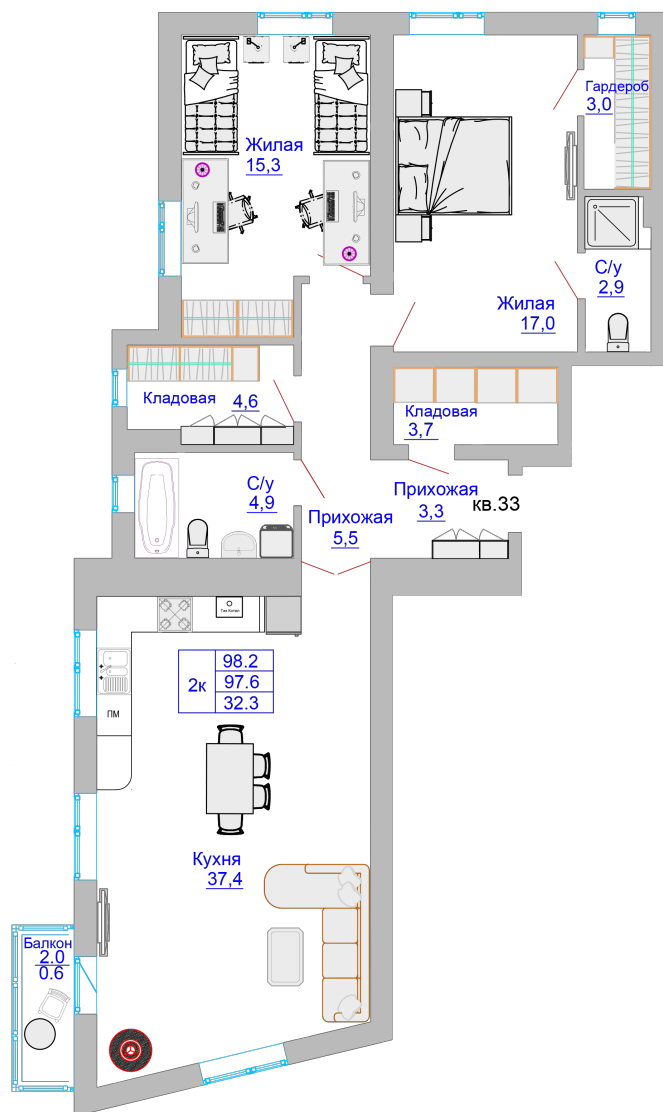 Гардероб
3,0
Жилая
15,3
С/у
2,9
Жилая
17,0
Кладовая
4,6
Кладовая
3,7
С/у
4,9
Прихожая
3,3
кв.33
Прихожая
5,5
Газ.Котел
98.2
2к
97.6
32.3
ПМ
Кухня
37,4
Балкон
2.0
0.6